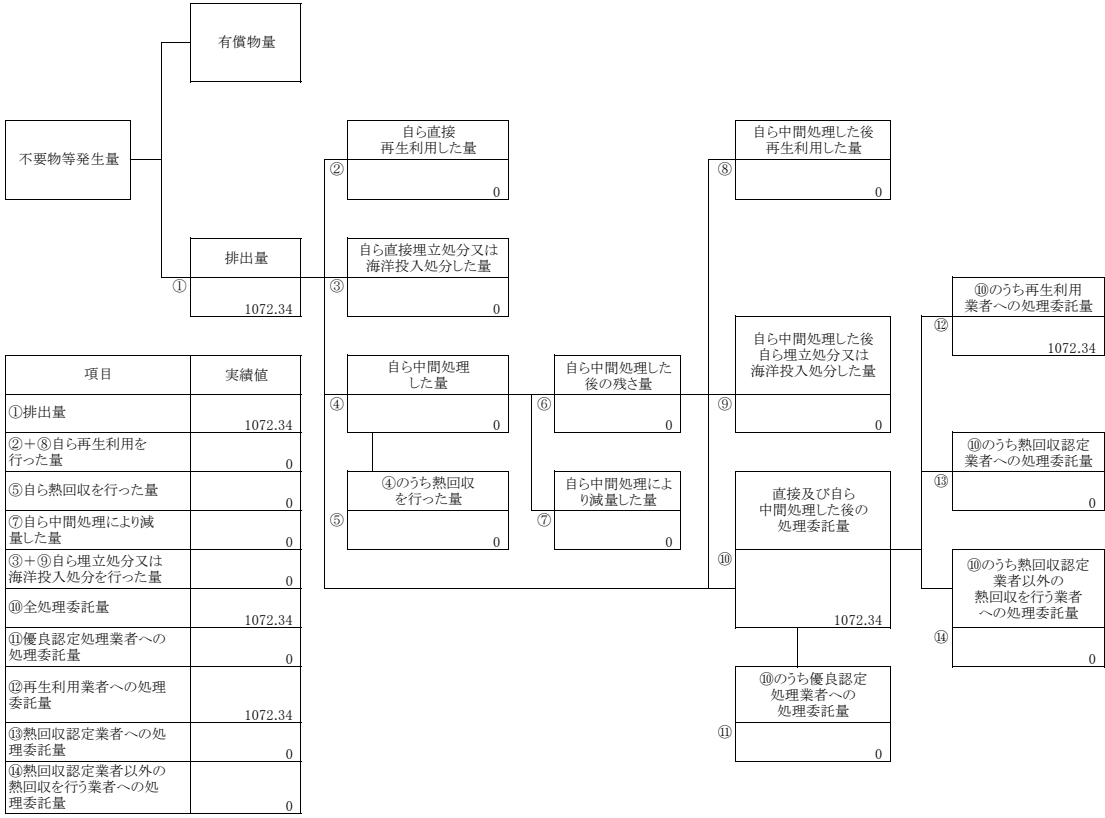 有償物量
不要物等発生量
排出量
①
1072.34
自ら直接
再生利用した量
②
0
自ら直接埋立処分又は
海洋投入処分した量
③
0
自ら中間処理
した量
④
0
④のうち熱回収
を行った量
⑤
0
自ら中間処理した
後の残さ量
⑥
0
自ら中間処理によ
り減量した量
⑦
0
自ら中間処理した後
再生利用した量
⑧
0
自ら中間処理した後
自ら埋立処分又は
海洋投入処分した量
⑨
0
直接及び自ら
中間処理した後の
処理委託量
⑩
1072.34
⑩のうち優良認定
処理業者への
処理委託量
⑪
0
⑩のうち再生利用
業者への処理委託量
⑫
1072.34
⑩のうち熱回収認定
業者への処理委託量
⑬
0
⑩のうち熱回収認定
業者以外の
熱回収を行う業者
への処理委託量
⑭
0
項目 実績値
①排出量
1072.34
②＋⑧自ら再生利用を
行った量
0
⑤自ら熱回収を行った量
0
⑦自ら中間処理により減
量した量
0
③＋⑨自ら埋立処分又は
海洋投入処分を行った量
0
⑩全処理委託量
1072.34
⑪優良認定処理業者への
処理委託量
0
⑫再生利用業者への処理
委託量
1072.34
⑬熱回収認定業者への処
理委託量
0
⑭熱回収認定業者以外の
熱回収を行う業者への処
理委託量
0